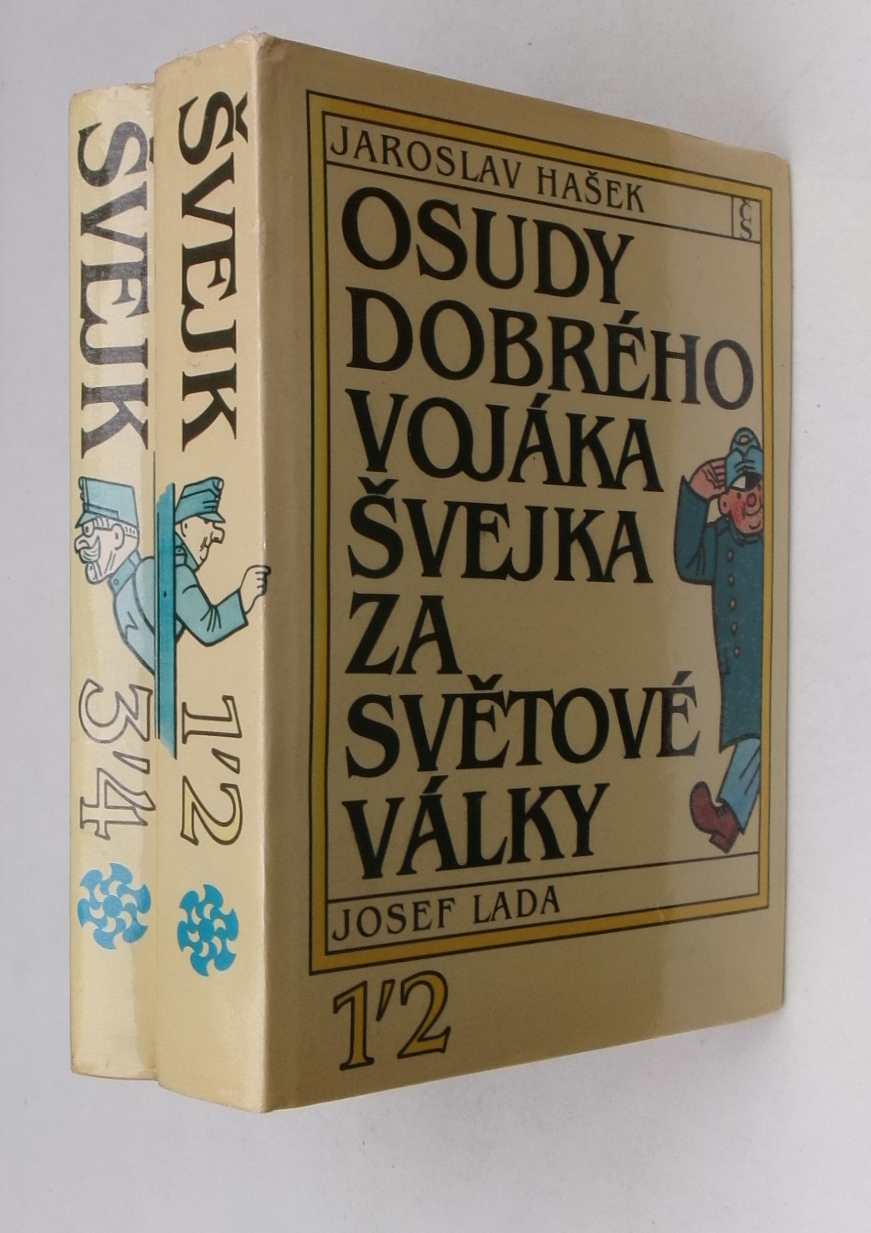 ŠVEJK
3'4
ŠVEJK
1'2
JAROSLAV HAŠEK
ČS
OSUDY
DOBRÉHO
VOJÁKA
ŠVEJKA
ZA
SVĚTOVÉ
VÁLKY
JOSEF LADA
1'2